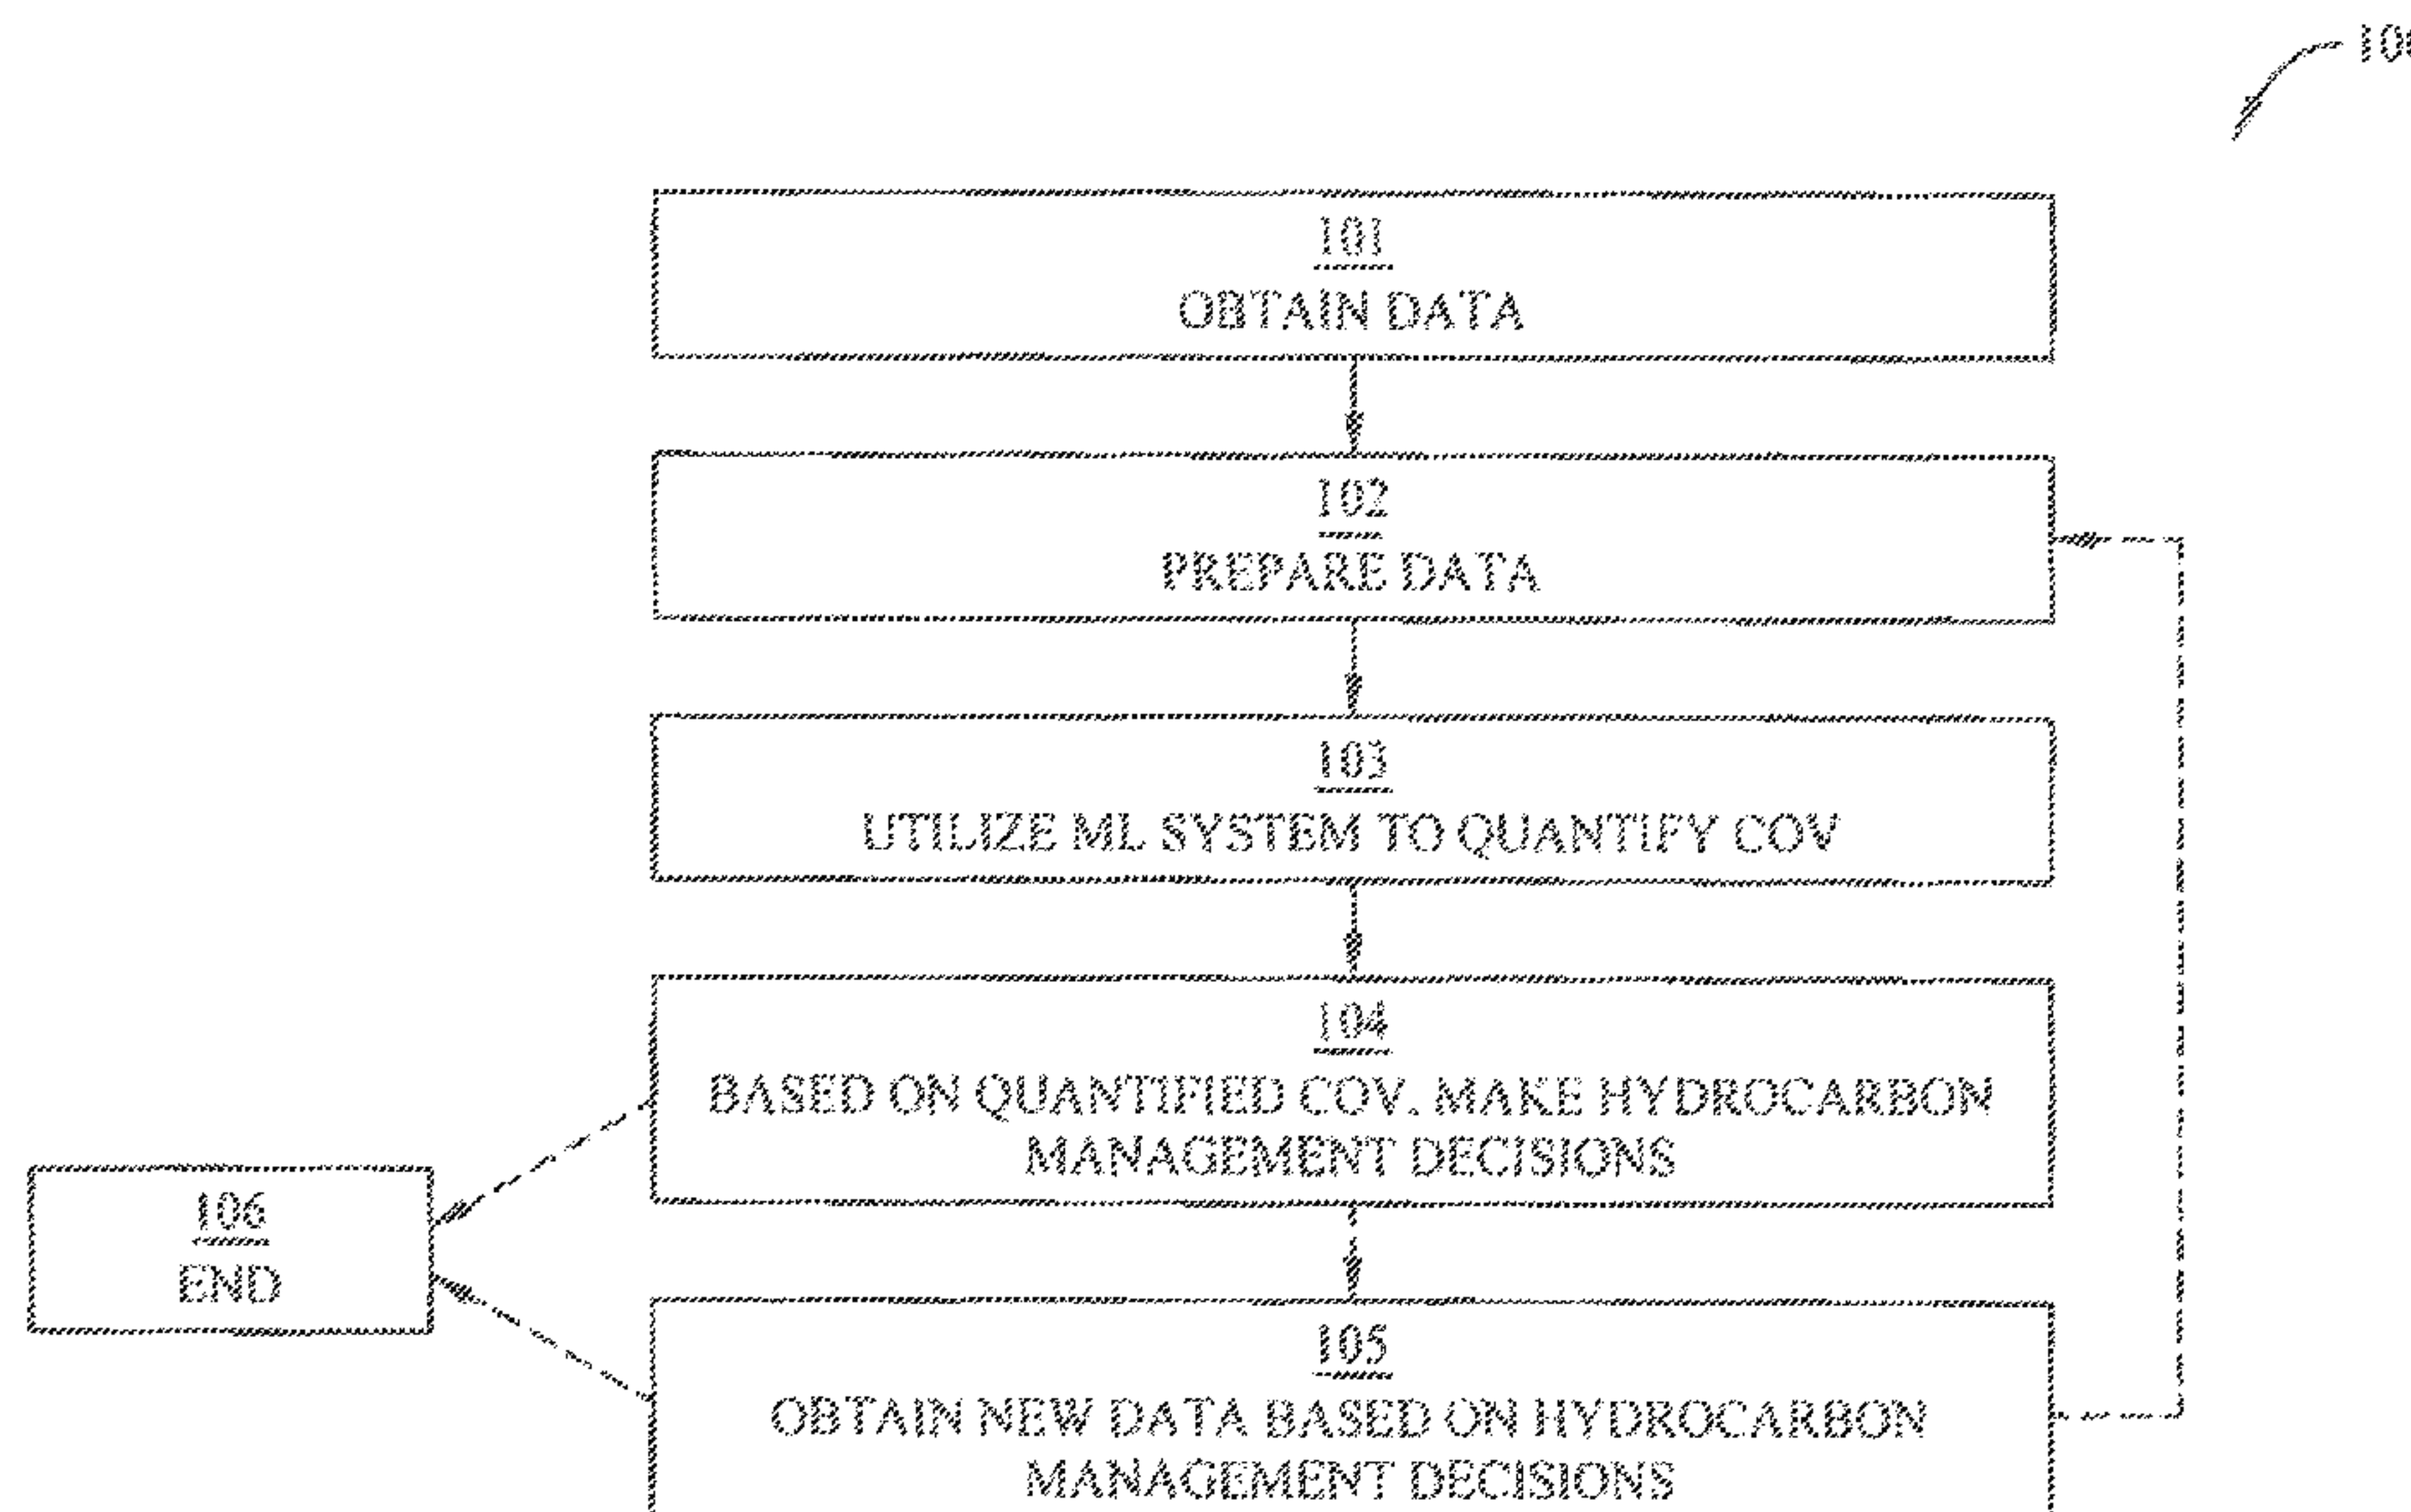 101
OBTAIN DATA
102
PREPARE DATA
103
UTILIZE ML SYSTEM TO QUANTIFY COV
104
BASED ON QUANTIFIED COV, MAKE HYDROCARBON
MANAGEMENT DECISIONS
106
END
105
OBTAIN NEW DATA BASED ON HYDROCARBON
MANAGEMENT DECISIONS